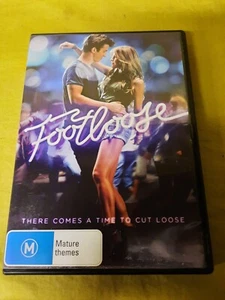 Footloose
THERE COMES A TIME TO CUT LOOSE
M
Mature
themes